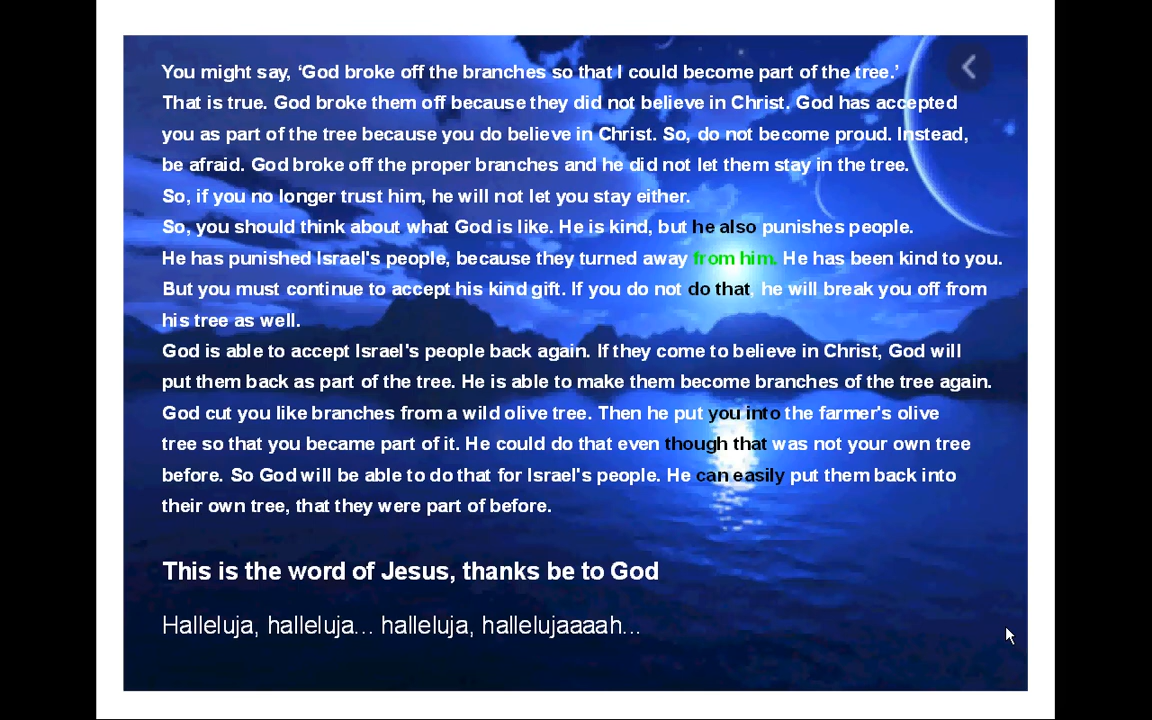 You might say, ‘God broke off the branches so that I could become part of the tree.’
That is true. God broke them off because they did not believe in Christ. God has accepted
you as part of the tree because you do believe in Christ. So, do not become proud. Instead,
be afraid. God broke off the proper branches and he did not let them stay in the tree.
So, if you no longer trust him, he will not let you stay either.
So, you should think about what God is like. He is kind, but he also punishes people.
He has punished Israel's people, because they turned away from him. He has been kind to you.
But you must continue to accept his kind gift. If you do not do that, he will break you off from
his tree as well.
God is able to accept Israel's people back again. If they come to believe in Christ, God will
put them back as part of the tree. He is able to make them become branches of the tree again.
God cut you like branches from a wild olive tree. Then he put you into the farmer's olive
tree so that you became part of it. He could do that even though that was not your own tree
before. So God will be able to do that for Israel's people. He can easily put them back into
their own tree, that they were part of before.
This is the word of Jesus, thanks be to God
Halleluja, halleluja... halleluja, hallelujaaaah...